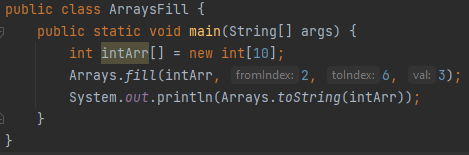 public class ArraysFill {
public static void main(String[] args) {
int intArr[] = new int[10];
Arrays.fill(intArr, fromIndex: 2, toIndex: 6, val: 3);
System.out.println(Arrays.toString(intArr));
}
}